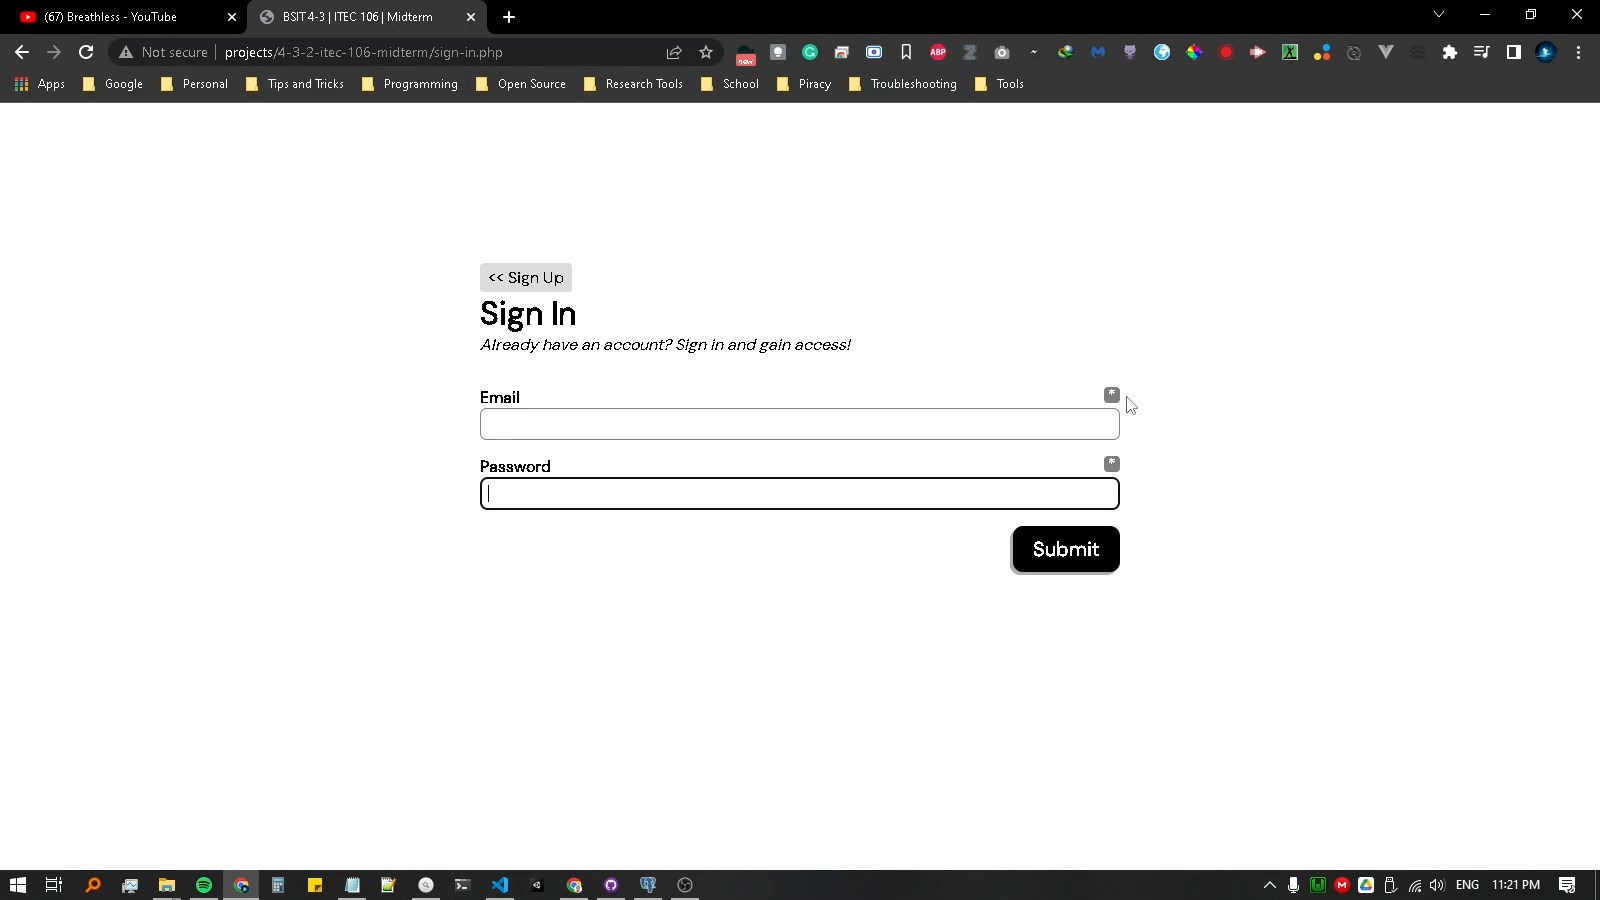 (67) Breathless - YouTube
BSIT 4-3 | ITEC 106 | Midterm
Not secure
projects/4-3-2-itec-106-midterm/sign-in.php
new
ABP
Apps
Google
Personal
Tips and Tricks
Programming
Open Source
Research Tools
School
Piracy
Troubleshooting
Tools
<< Sign Up
Sign In
Already have an account? Sign in and gain access!
Email
*
Password
*
Submit
ENG
11:21 PM